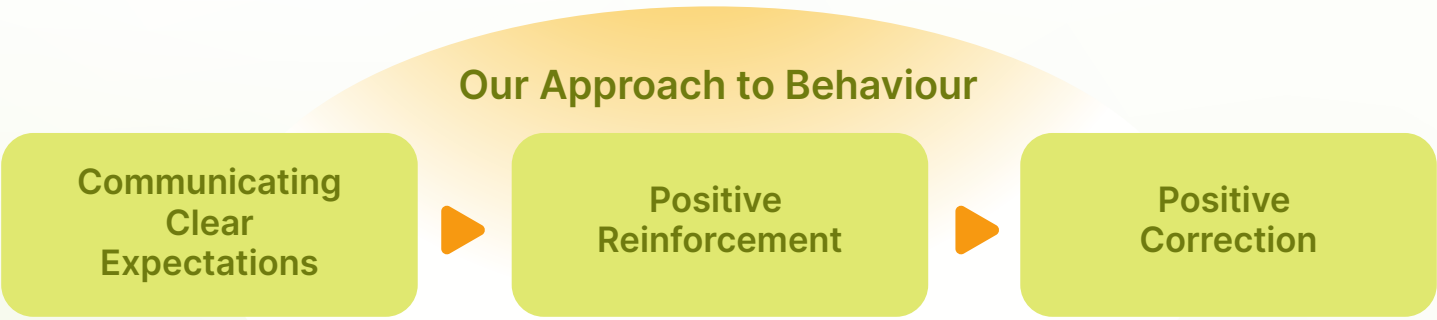 Our Approach to Behaviour
Communicating
Clear
Expectations
Positive
Reinforcement
Positive
Correction